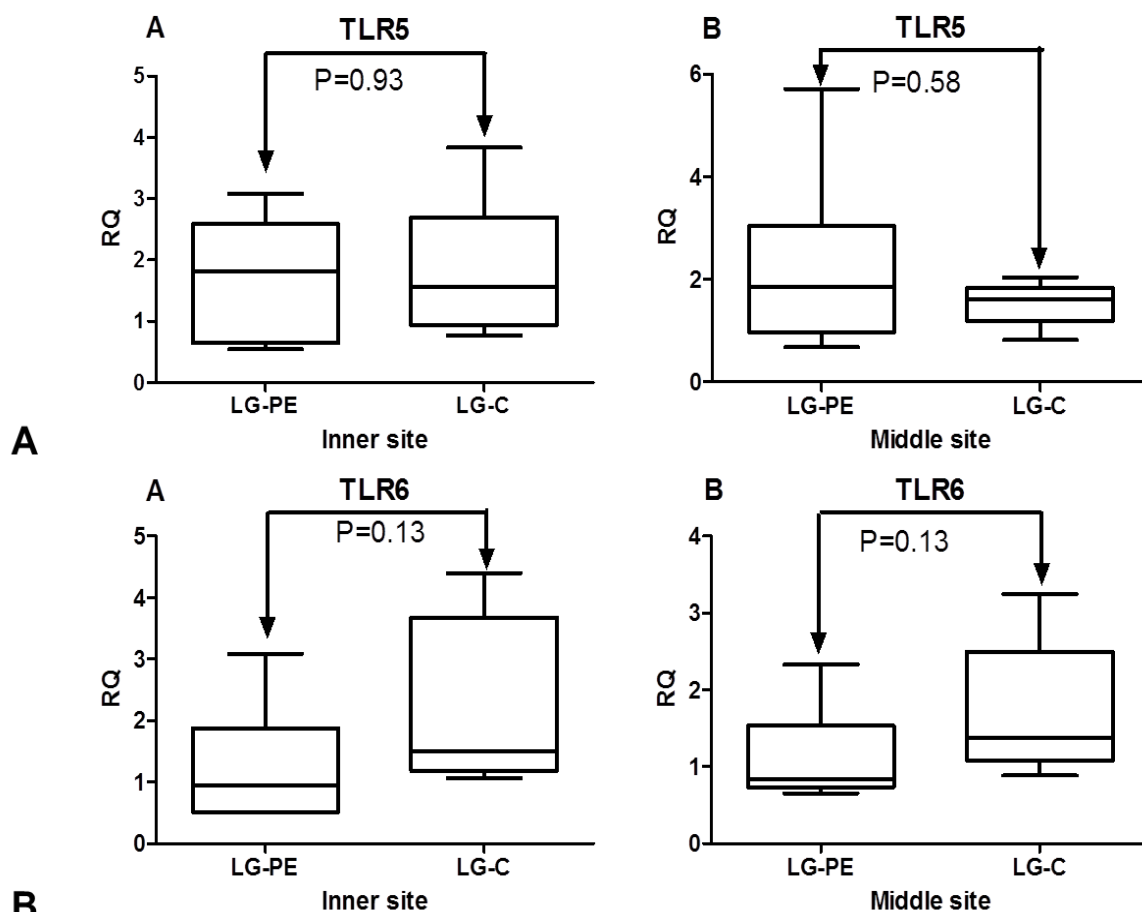 A
TLR5
P=0.93
5
4
3
2
1
0
RQ
LG-PE LG-C
Inner site
B
TLR5
P=0.58
6
4
2
0
RQ
LG-PE LG-C
Middle site
A
A
TLR6
P=0.13
5
4
3
2
1
0
RQ
LG-PE LG-C
Inner site
B
TLR6
P=0.13
4
3
2
1
0
RQ
LG-PE LG-C
Middle site
B